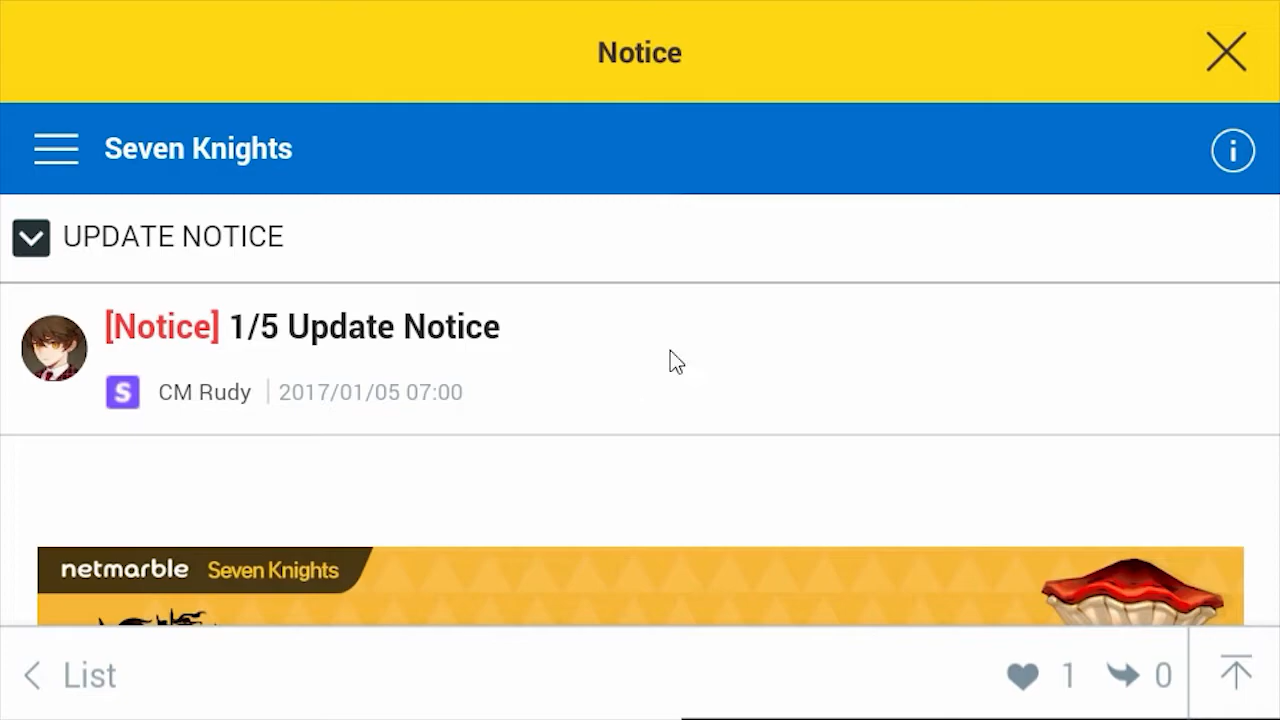 Notice
Seven Knights
UPDATE NOTICE
[Notice] 1/5 Update Notice
S CM Rudy 2017/01/05 07:00
netmarble Seven Knights
List 1 0